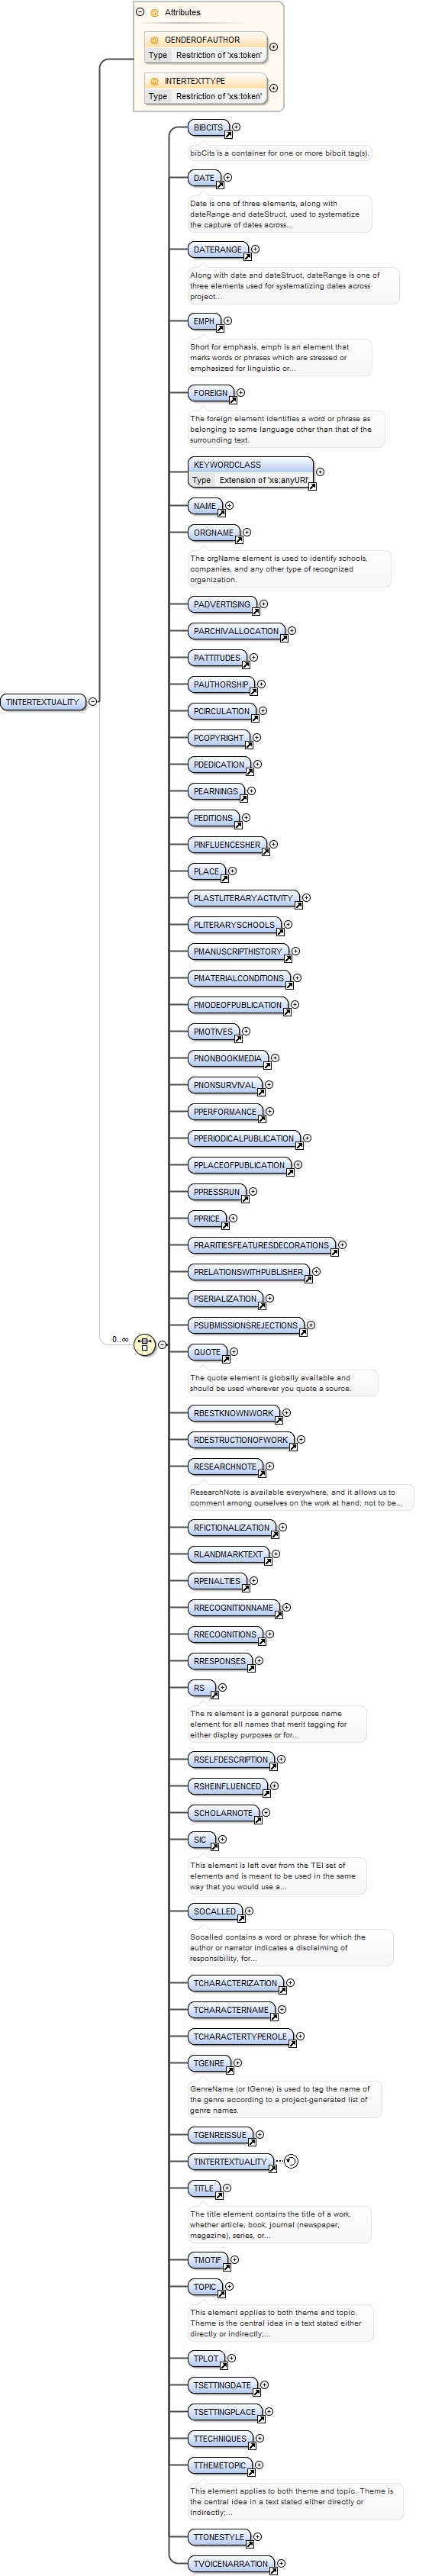 Attributes
GENDEROFAUTHOR
Type Restriction of 'xs:token'
INTERTEXTTYPE
Type Restriction of 'xs:token'
BIBCITS
bibCits is a container for one or more bibcit tag(s).
DATE
Date is one of three elements, along with
dateRange and dateStruct, used to systematize
the capture of dates across...
DATERANGE
Along with date and dateStruct, dateRange is one of
three elements used for systematizing dates across
project...
EMPH
Short for emphasis, emph is an element that
marks words or phrases which are stressed or
emphasized for linguistic or...
FOREIGN
The foreign element identifies a word or phrase as
belonging to some language other than that of the
surrounding text.
KEYWORDCLASS
Type Extension of 'xs:anyURI'
NAME
ORGNAME
The orgName element is used to identify schools,
companies, and any other type of recognized
organization.
PADVERTISING
PARCHIVALLOCATION
PATTITUDES
PAUTHORSHIP
TINTERTEXTUALITY
PCIRCULATION
PCOPYRIGHT
PDEDICATION
PEARNINGS
PEDITIONS
PINFLUENCESHER
PLACE
PLASTLITERARYACTIVITY
PLITERARYSCHOOLS
PMANUSCRIPTHISTORY
PMATERIALCONDITIONS
PMODEOFPUBLICATION
PMOTIVES
PNONBOOKMEDIA
PNONSURVIVAL
PPERFORMANCE
PPERIODICALPUBLICATION
PPLACEOFPUBLICATION
PPRESSRUN
PPRICE
PRARITIESFEATURESDECORATIONS
PRELATIONSWITHPUBLISHER
PSERIALIZATION
PSUBMISSIONSREJECTIONS
0..∞
QUOTE
The quote element is globally available and
should be used wherever you quote a source.
RBESTKNOWNWORK
RDESTRUCTIONOFWORK
RESEARCHNOTE
ResearchNote is available everywhere, and it allows us to
comment among ourselves on the work at hand; not to be...
RFICTIONALIZATION
RLANDMARKTEXT
RPENALTIES
RRECOGNITIONNAME
RRECOGNITIONS
RRESPONSES
RS
The rs element is a general purpose name
element for all names that merit tagging for
either display purposes or for...
RSELFDESCRIPTION
RSHEINFLUENCED
SCHOLARNOTE
SIC
This element is left over from the TEI set of
elements and is meant to be used in the same
way that you would use a...
SOCALLED
Socalled contains a word or phrase for which the
author or narrator indicates a disclaiming of
responsibility, for...
TCHARACTERIZATION
TCHARACTERNAME
TCHARACTERTYPEROLE
TGENRE
GenreName (or tGenre) is used to tag the name of
the genre according to a project-generated list of
genre names.
TGENREISSUE
TINTERTEXTUALITY
TITLE
The title element contains the title of a work,
whether article, book, journal (newspaper,
magazine), series, or...
TMOTIF
TOPIC
This element applies to both theme and topic.
Theme is the central idea in a text stated either
directly or indirectly;...
TPLOT
TSETTINGDATE
TSETTINGPLACE
TTECHNIQUES
TTHEMETOPIC
This element applies to both theme and topic. Theme is
the central idea in a text stated either directly or
indirectly;...
TTONESTYLE
TVOICENARRATION